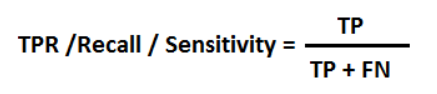 TP
TPR /Recall / Sensitivity =
TP + FN